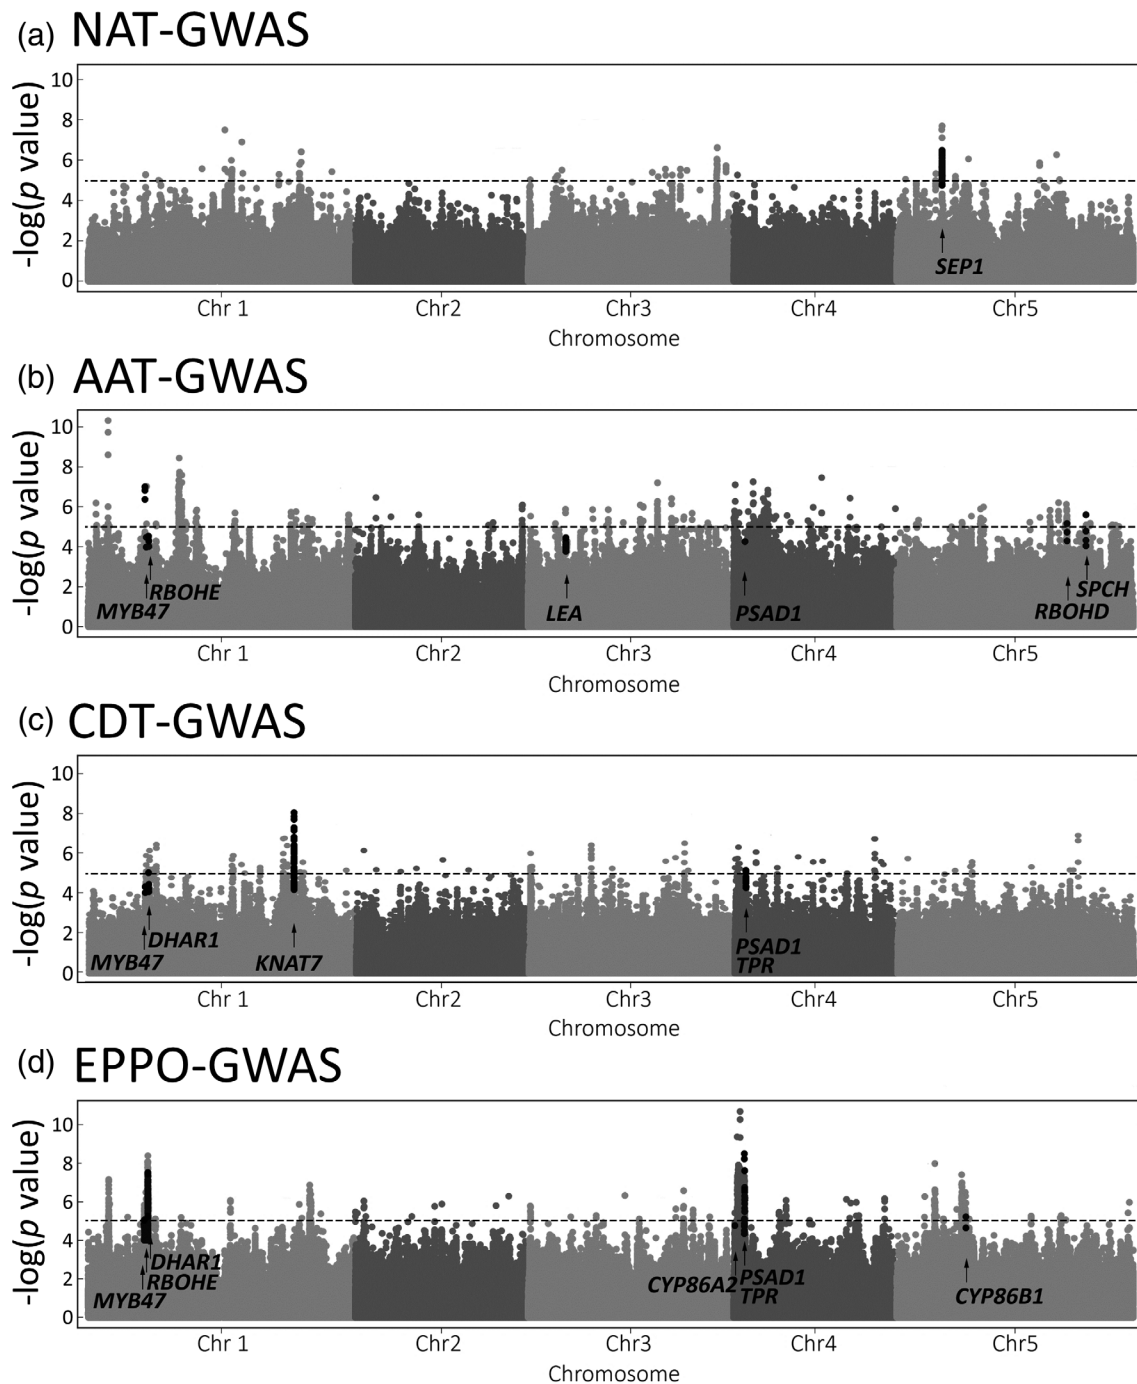 (a) NAT-GWAS
-log(p value)
10
8
6
4
2
0
SEP1
Chr 1 Chr2 Chr3 Chr4 Chr5
Chromosome
(b) AAT-GWAS
-log(p value)
10
8
6
4
2
0
RBOHE
MYB47
LEA
PSAD1
SPCH
RBOHD
Chr 1 Chr2 Chr3 Chr4 Chr5
Chromosome
(c) CDT-GWAS
-log(p value)
10
8
6
4
2
0
DHAR1
MYB47
KNAT7
PSAD1
TPR
Chr 1 Chr2 Chr3 Chr4 Chr5
Chromosome
(d) EPPO-GWAS
-log(p value)
10
8
6
4
2
0
DHAR1
RBOHE
MYB47
CYP86A2
PSAD1
TPR
CYP86B1
Chr 1 Chr2 Chr3 Chr4 Chr5
Chromosome